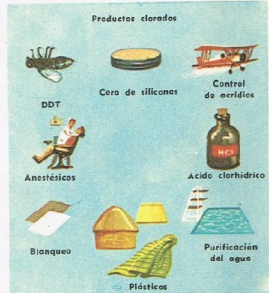 Productos clorados
DDT
Cera de siliconas
Control
de acridios
Anestésicos
HCl
Acido clorhídrico
Blanqueo
Purificación
del agua
Plásticos